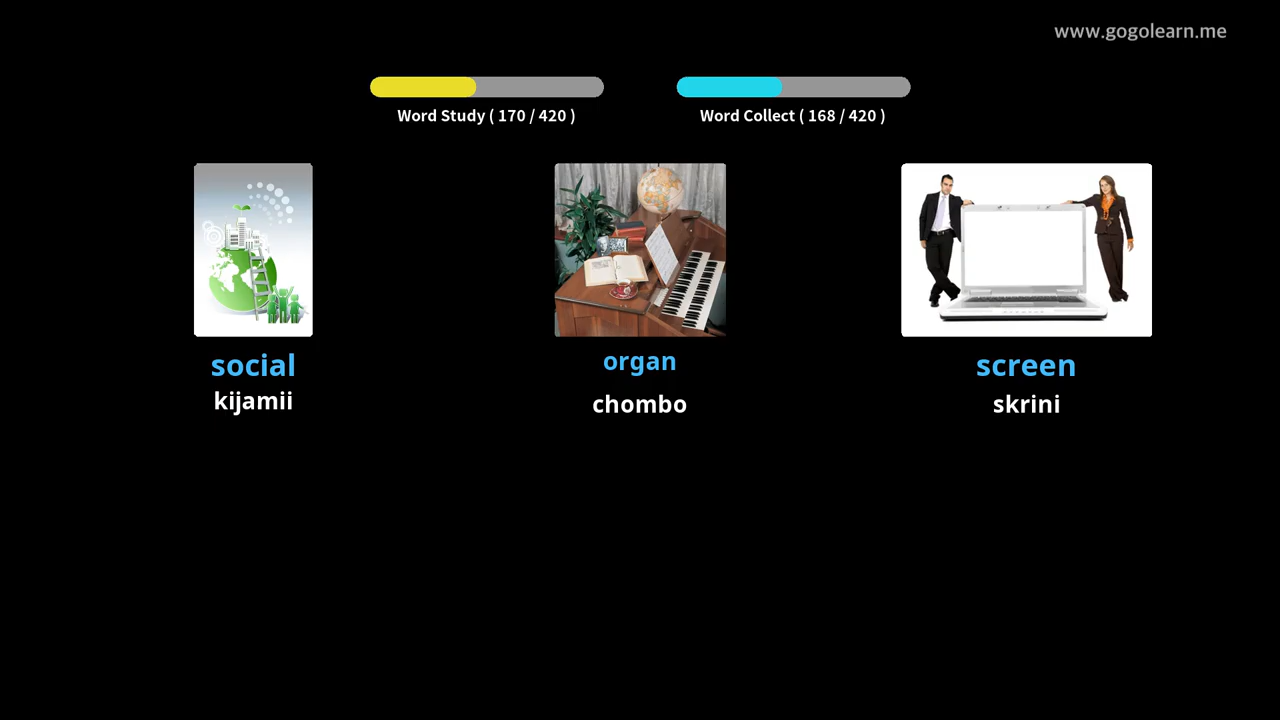 www.gogolearn.me
Word Study ( 170 / 420 )
Word Collect ( 168 / 420 )
social
kijamii
organ
chombo
screen
skrini